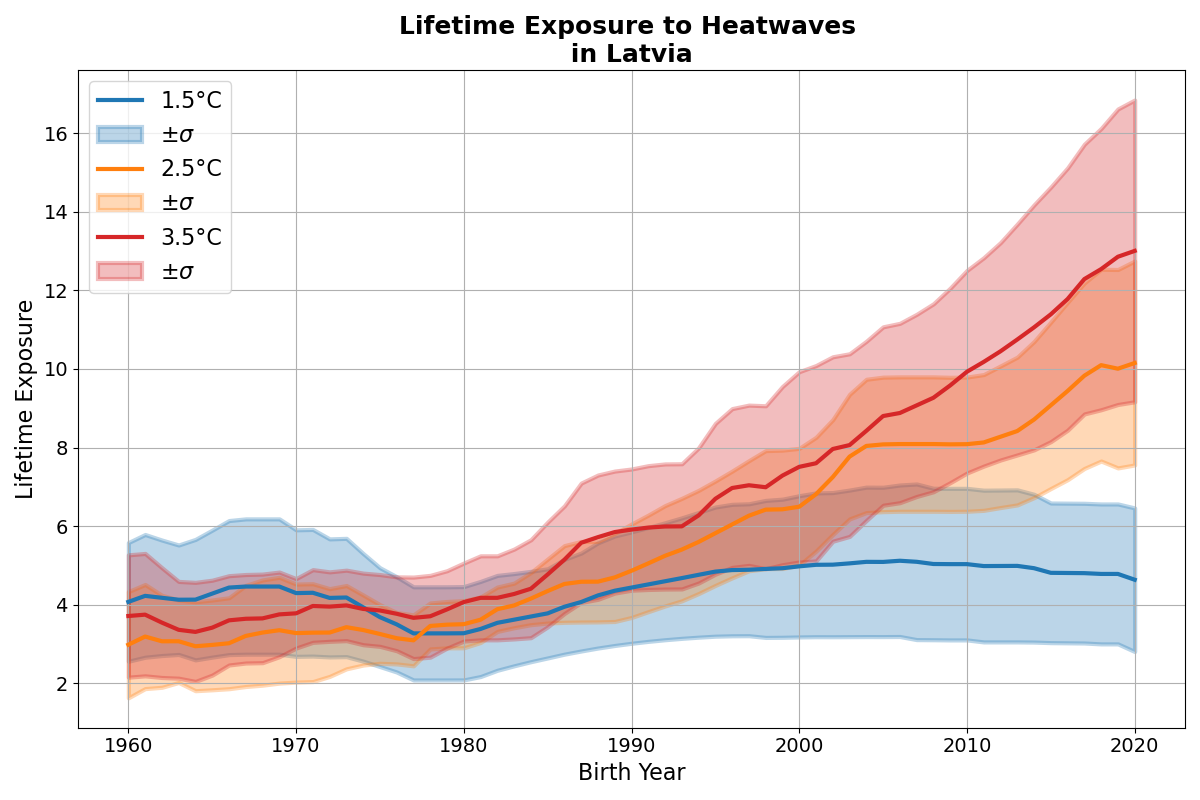 Lifetime Exposure to Heatwaves
in Latvia
1.5°C
±σ
2.5°C
±σ
3.5°C
±σ
Lifetime Exposure
16
14
12
10
8
6
4
2
1960 1970 1980 1990 2000 2010 2020
Birth Year